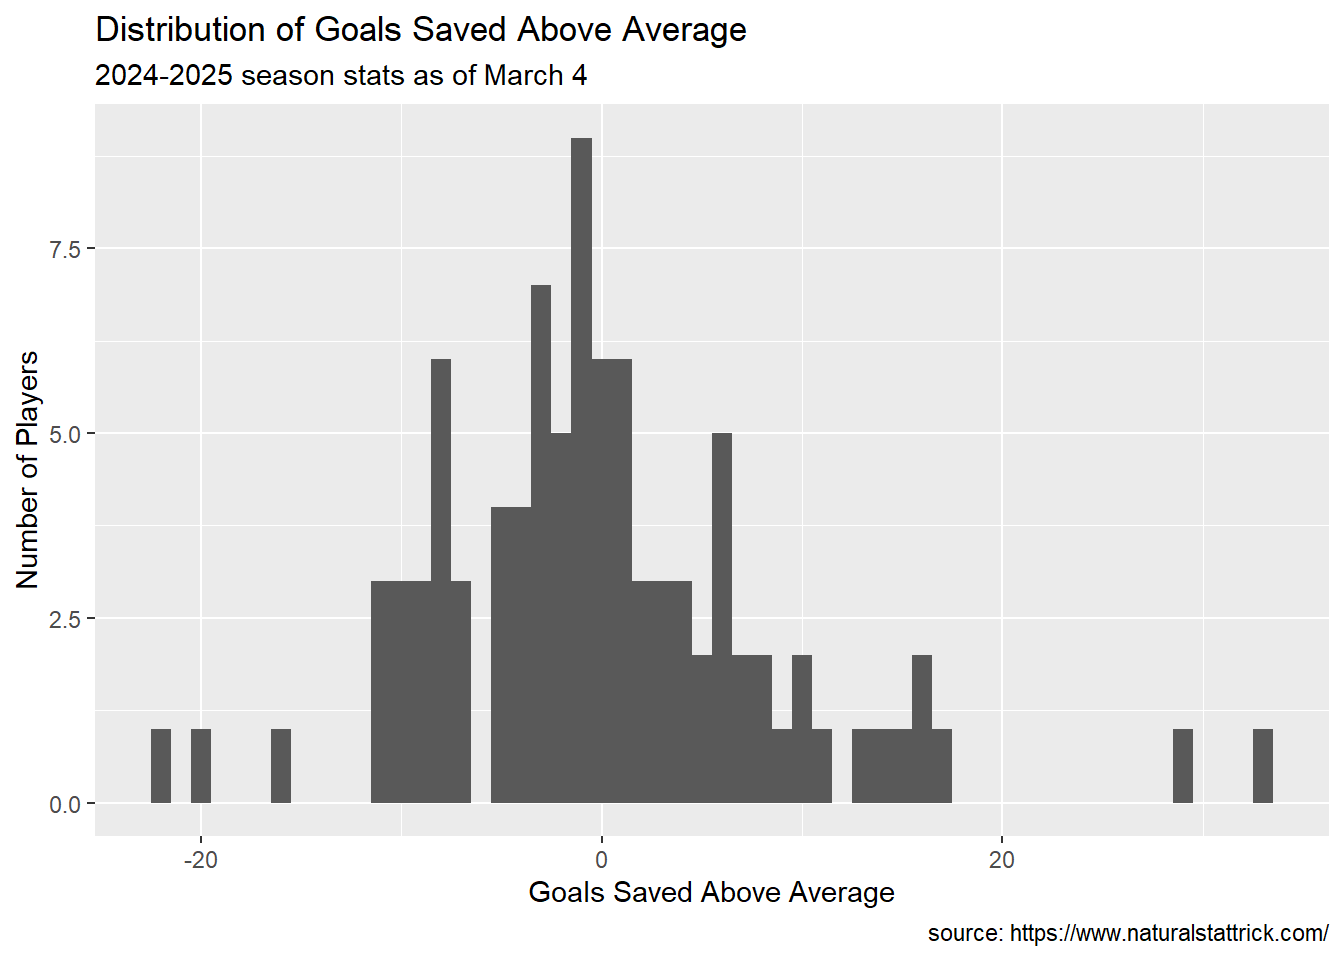 Distribution of Goals Saved Above Average
2024-2025 season stats as of March 4
Number of Players
7.5
5.0
2.5
0.0
-20
0
20
Goals Saved Above Average
source: https://www.naturalstattrick.com/